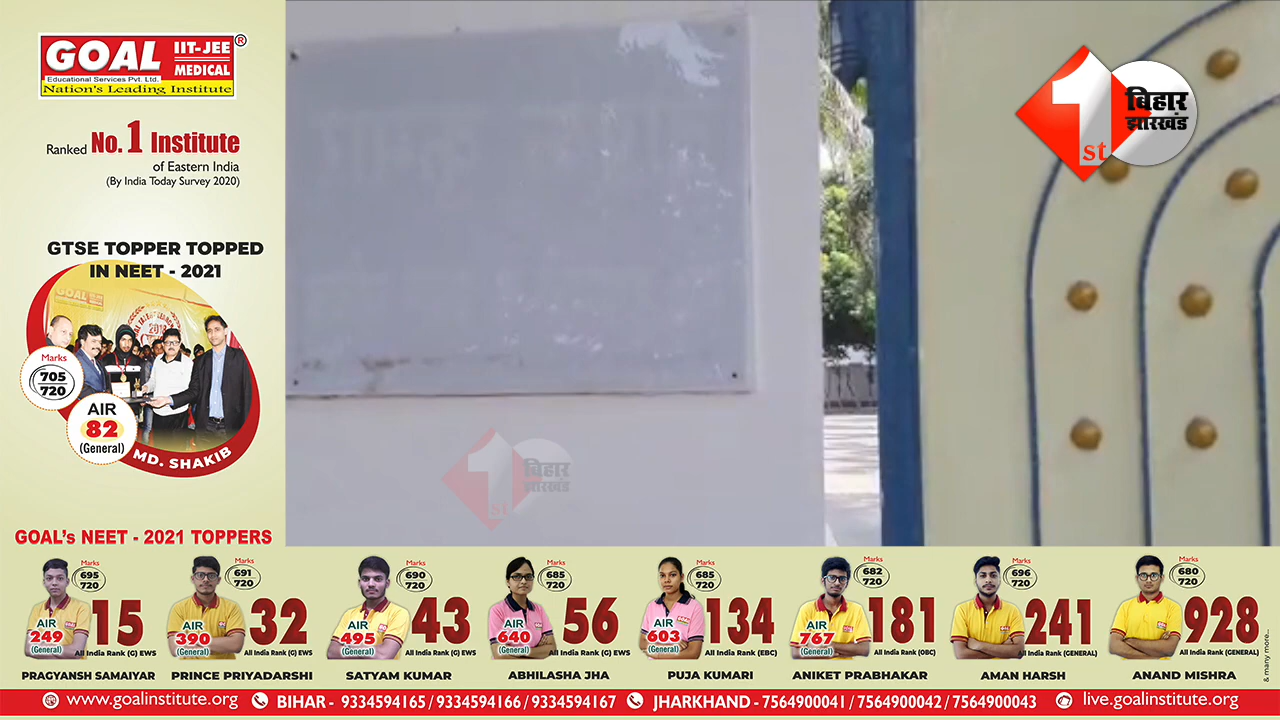 GOAL
IIT-JEE
MEDICAL
®
Educational Services Pvt. Ltd.
Nation's Leading Institute
Ranked No. 1 Institute
of Eastern India
(By India Today Survey 2020)
GTSE TOPPER TOPPED
IN NEET - 2021
Marks
705
720
AIR
82
(General)
MD. SHAKIB
1st
बिहार
झारखंड
1st
बिहार
झारखंड
GOAL's NEET - 2021 TOPPERS
Marks
695
720
AIR
249
(General)
15
All India Rank (G) EWS
PRAGYANSH SAMAIYAR
Marks
691
720
AIR
390
(General)
32
All India Rank (G) EWS
PRINCE PRIYADARSHI
Marks
690
720
AIR
495
(General)
43
All India Rank (G) EWS
SATYAM KUMAR
Marks
685
720
AIR
640
(General)
56
All India Rank (G) EWS
ABHILASHA JHA
Marks
685
720
AIR
603
(General)
134
All India Rank (EBC)
PUJA KUMARI
Marks
682
720
AIR
767
(General)
181
All India Rank (OBC)
ANIKET PRABHAKAR
Marks
696
720
241
All India Rank (GENERAL)
AMAN HARSH
Marks
680
720
928
All India Rank (GENERAL)
ANAND MISHRA
& many more..
www.goalinstitute.org BIHAR - 9334594165 / 9334594166 / 9334594167 JHARKHAND - 7564900041 / 7564900042 / 7564900043 live.goalinstitute.org